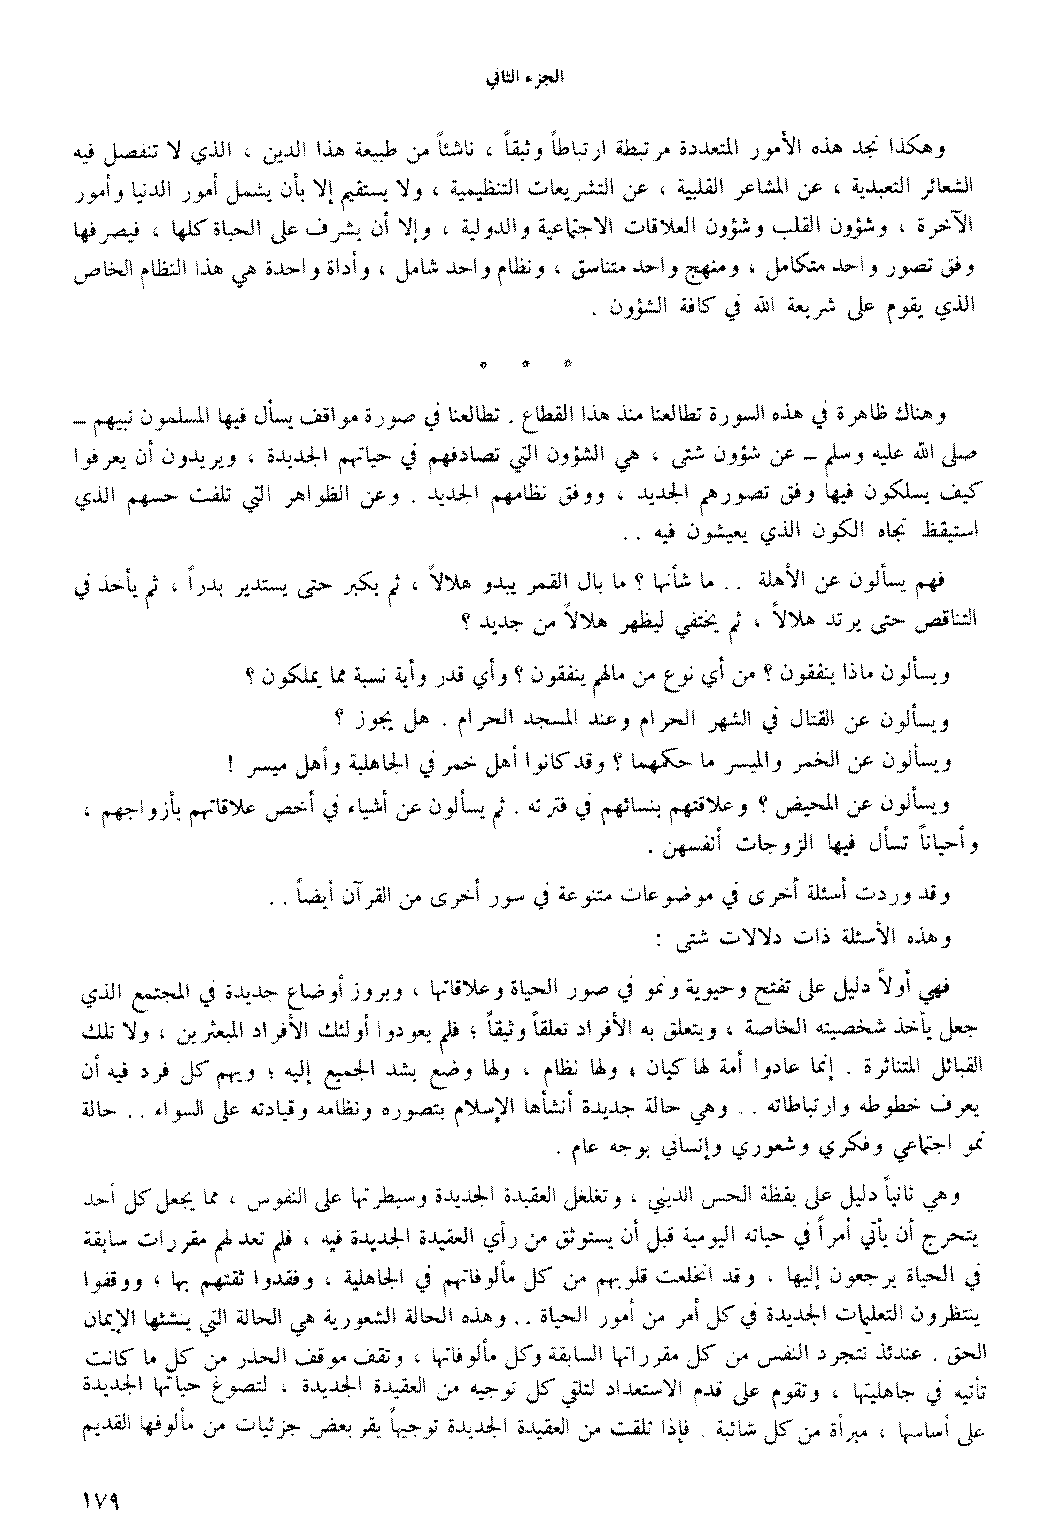 الجزء الثاني
وهكذا نجد هذه الأمور المتعددة مرتبطة ارتباطاً وثيقاً ، ناشئاً من طبيعة هذا الدين ، الذي لا تنفصل فيه
الشعائر التعبدية ، عن المشاعر القلبية ، عن التشريعات التنظيمية ، ولا يستقيم إلا بأن يشمل أمور الدنيا وأمور
الآخرة ، وشؤون القلب وشؤون العلاقات الاجتماعية والدولية ، وإلا أن يشرف على الحياة كلها ، فيصرفها
وفق تصور واحد متكامل ، ومنهج واحد متناسق ، ونظام واحد شامل ، وأداة واحدة هي هذا النظام الخاص
الذي يقوم على شريعة الله في كافة الشؤون .
* * *
وهناك ظاهرة في هذه السورة تطالعنا منذ هذا القطاع . تطالعنا في صورة مواقف يسأل فيها المسلمون نبيهم –
صلى الله عليه وسلم – عن شؤون شتى ، هي الشؤون التي تصادفهم في حياتهم الجديدة ، ويريدون أن يعرفوا
كيف يسلكون فيها وفق تصورهم الجديد ، ووفق نظامهم الجديد . وعن الظواهر التي تلفت حسهم الذي
استيقظ تجاه الكون الذي يعيشون فيه ..
فهم يسألون عن الأهلة .. ما شأنها ؟ ما بال القمر يبدو هلالاً ، ثم يكبر حتى يستدير بدراً ، ثم يأخذ في
التناقص حتى يرتد هلالاً ، ثم يختفي ليظهر هلالاً من جديد ؟
ويسألون ماذا ينفقون ؟ من أي نوع من مالهم ينفقون ؟ وأي قدر وأية نسبة مما يملكون ؟
ويسألون عن القتال في الشهر الحرام وعند المسجد الحرام . هل يجوز ؟
ويسألون عن الخمر والميسر ما حكمهما ؟ وقد كانوا أهل خمر في الجاهلية وأهل ميسر !
ويسألون عن المحيض ؟ وعلاقتهم بنسائهم في فترته . ثم يسألون عن أشياء في أخص علاقاتهم بأزواجهم ،
وأحياناً تسأل فيها الزوجات أنفسهن .
وقد وردت أسئلة أخرى في موضوعات متنوعة في سور أخرى من القرآن أيضاً ..
وهذه الأسئلة ذات دلالات شتى :
فهي أولاً دليل على تفتح وحيوية ونمو في صور الحياة وعلاقاتها ، وبروز أوضاع جديدة في المجتمع الذي
جعل يأخذ شخصيته الخاصة ، ويتعلق به الأفراد تعلقاً وثيقاً ؛ فلم يعودوا أولئك الأفراد المبعثرين ، ولا تلك
القبائل المتناثرة . إنما عادوا أمة لها كيان ، ولها نظام ، ولها وضع يشد الجميع إليه ؛ ويهم كل فرد فيه أن
يعرف خطوطه وارتباطاته .. وهي حالة جديدة أنشأها الإسلام بتصوره ونظامه وقيادته على السواء .. حالة
نمو اجتماعي وفكري وشعوري وإنساني بوجه عام .
وهي ثانياً دليل على يقظة الحس الديني ، وتغلغل العقيدة الجديدة وسيطرتها على النفوس ، مما يجعل كل أحد
يتحرج أن يأتي أمراً في حياته اليومية قبل أن يستوثق من رأي العقيدة الجديدة فيه ، فلم تعد لهم مقررات سابقة
في الحياة يرجعون إليها ، وقد انخلعت قلوبهم من كل مألوفاتهم في الجاهلية ، وفقدوا ثقتهم بها ؛ ووقفوا
ينتظرون التعليمات الجديدة في كل أمر من أمور الحياة .. وهذه الحالة الشعورية هي الحالة التي ينشئها الإيمان
الحق . عندئذ تتجرد النفس من كل مقرراتها السابقة وكل مألوفاتها ، وتقف موقف الحذر من كل ما كانت
تأتيه في جاهليتها ، وتقوم على قدم الاستعداد لتلقي كل توجيه من العقيدة الجديدة ، لتصوغ حياتها الجديدة
على أساسها ، مبرأة من كل شائبة . فإذا تلقت من العقيدة الجديدة توجيهاً يقر بعض جزئيات من مألوفها القديم
١٧٩